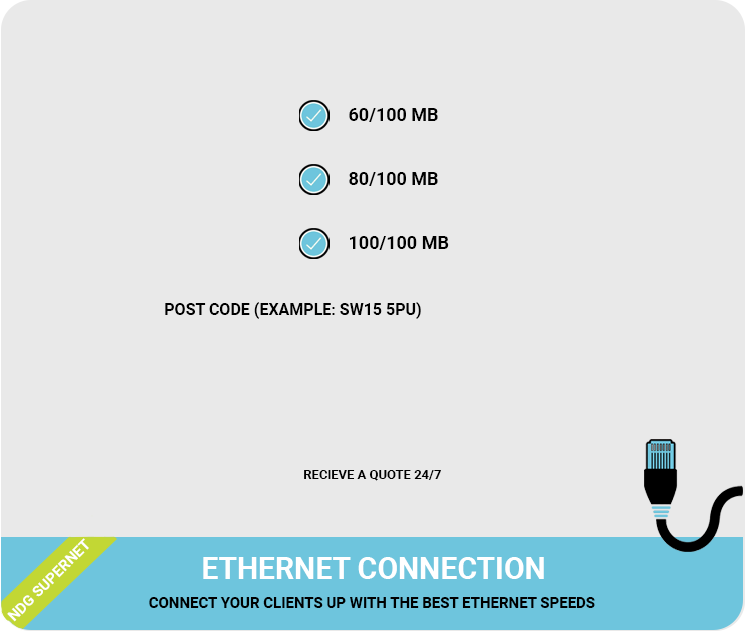 60/100 MB
80/100 MB
100/100 MB
POST CODE (EXAMPLE: SW15 5PU)
RECIEVE A QUOTE 24/7
NDG SUPERNET
ETHERNET CONNECTION
CONNECT YOUR CLIENTS UP WITH THE BEST ETHERNET SPEEDS